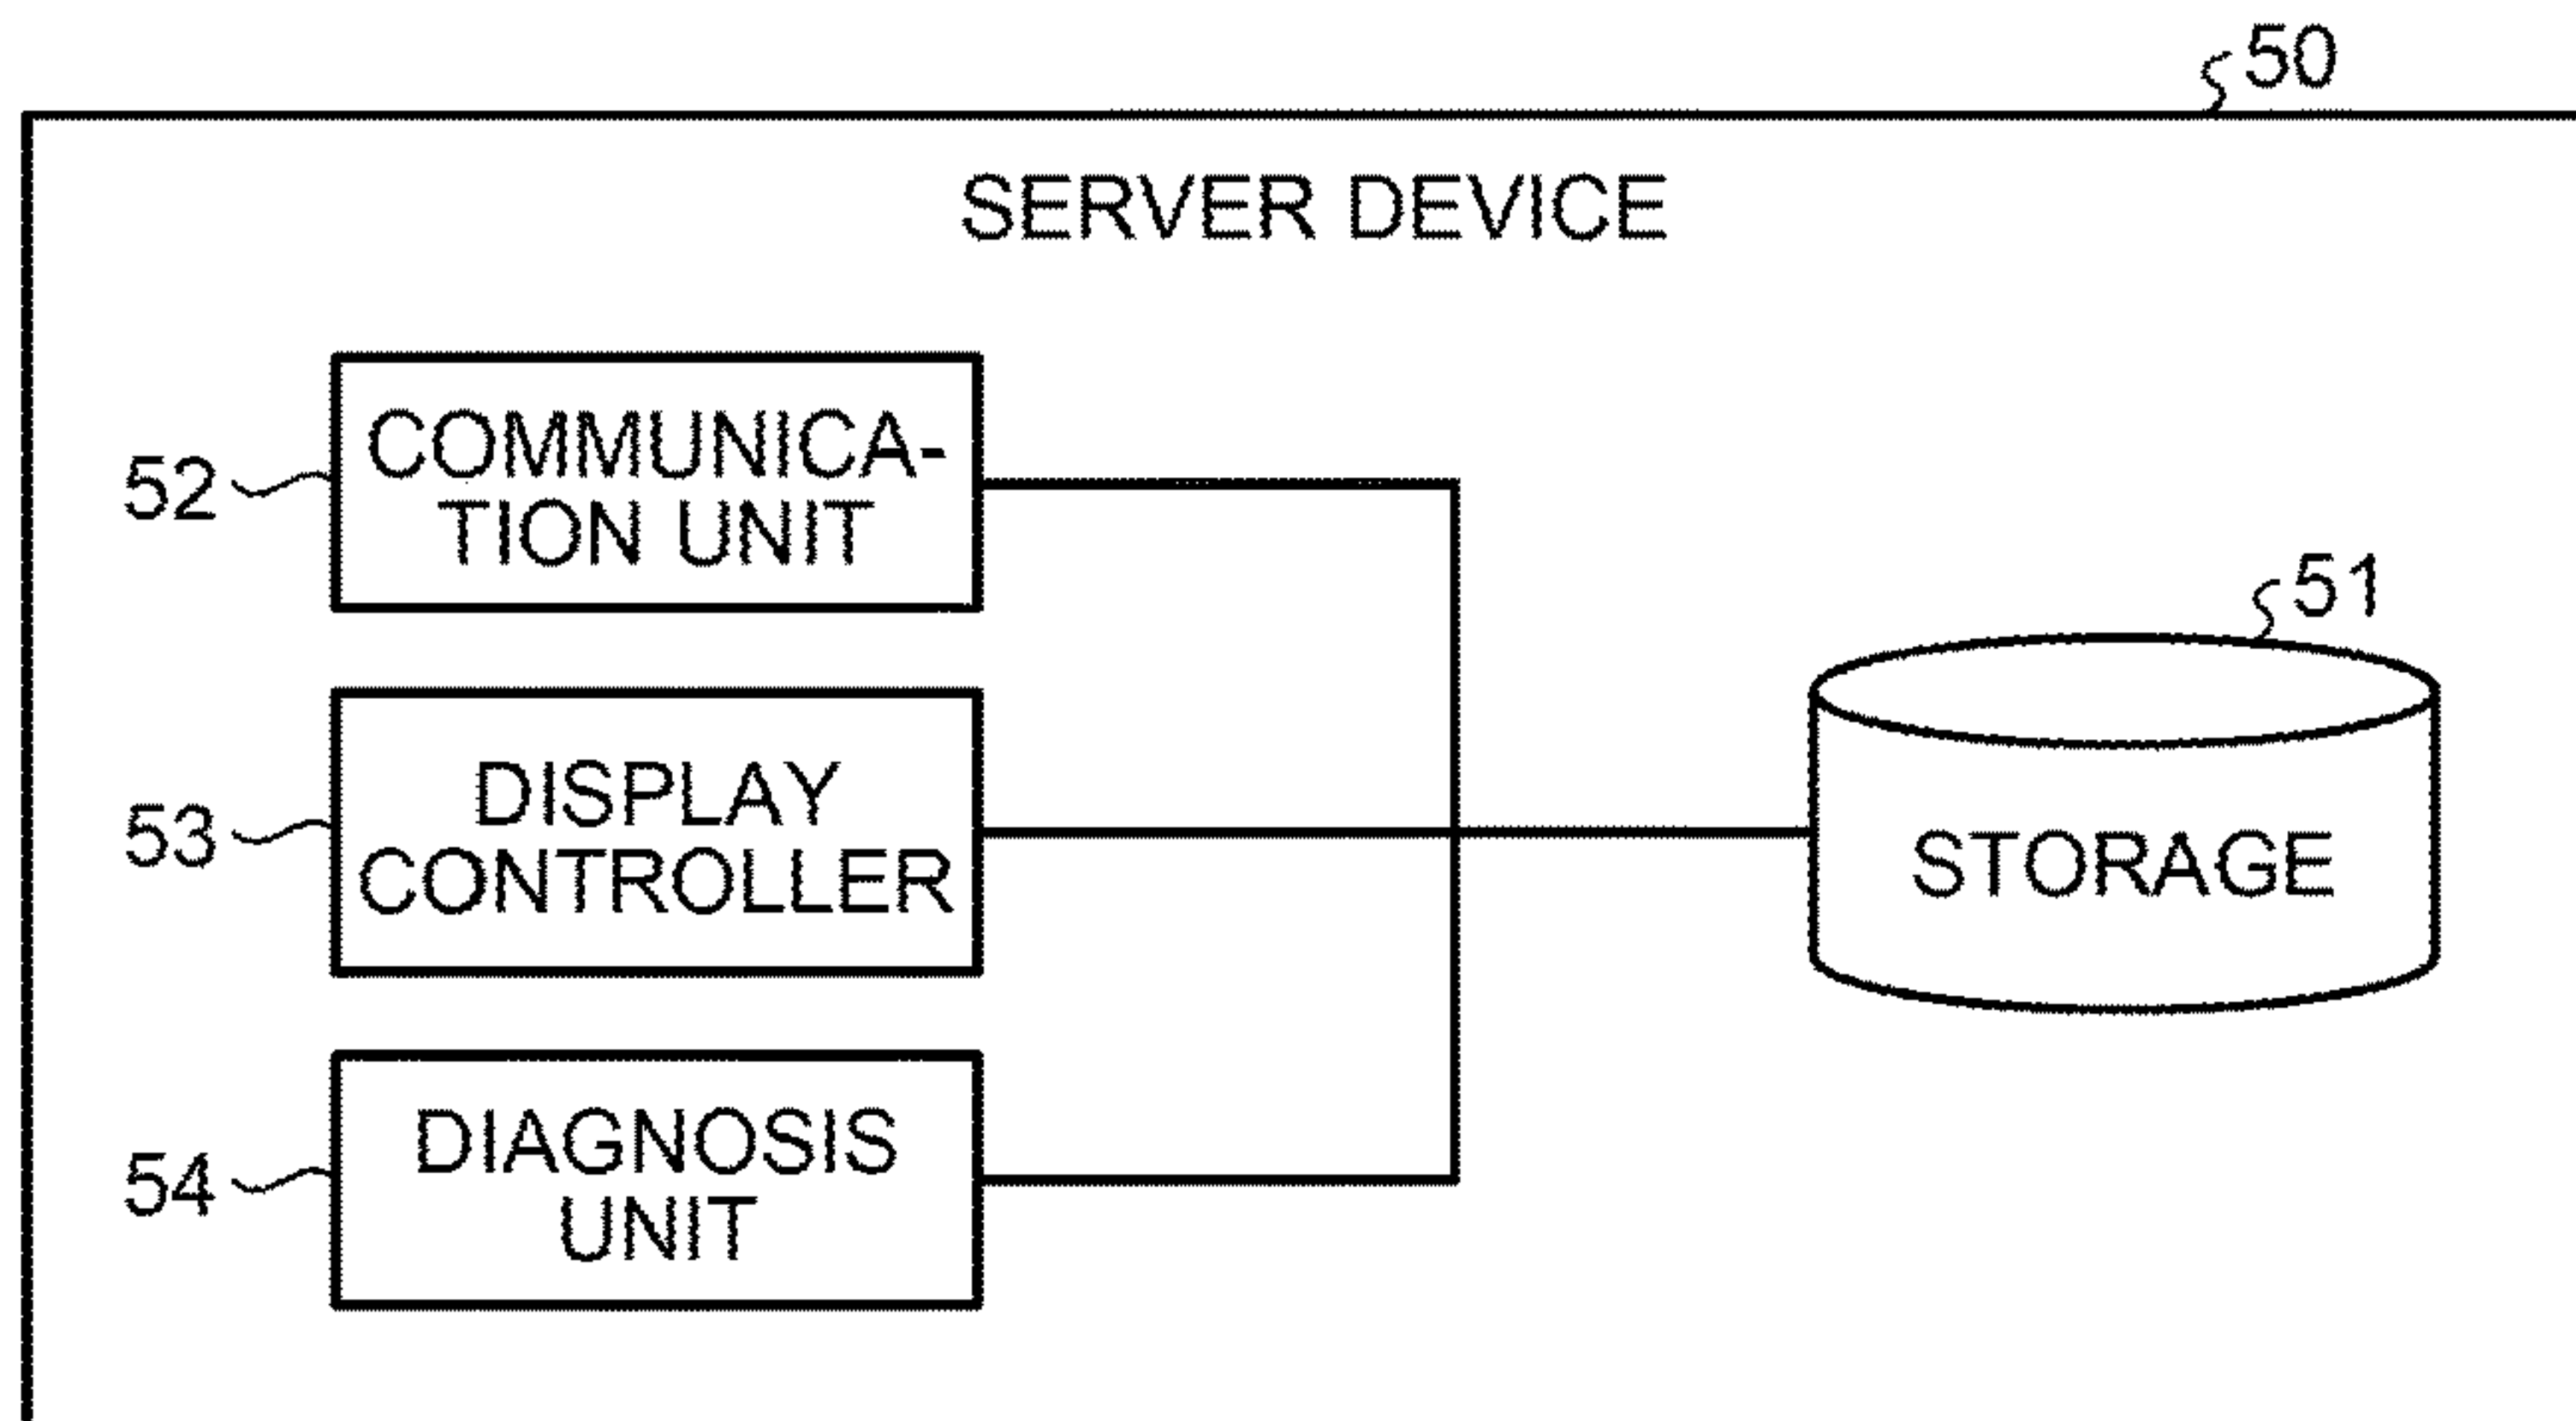 50
SERVER DEVICE
52
COMMUNICA-
TION UNIT
51
53
DISPLAY
CONTROLLER
STORAGE
54
DIAGNOSIS
UNIT